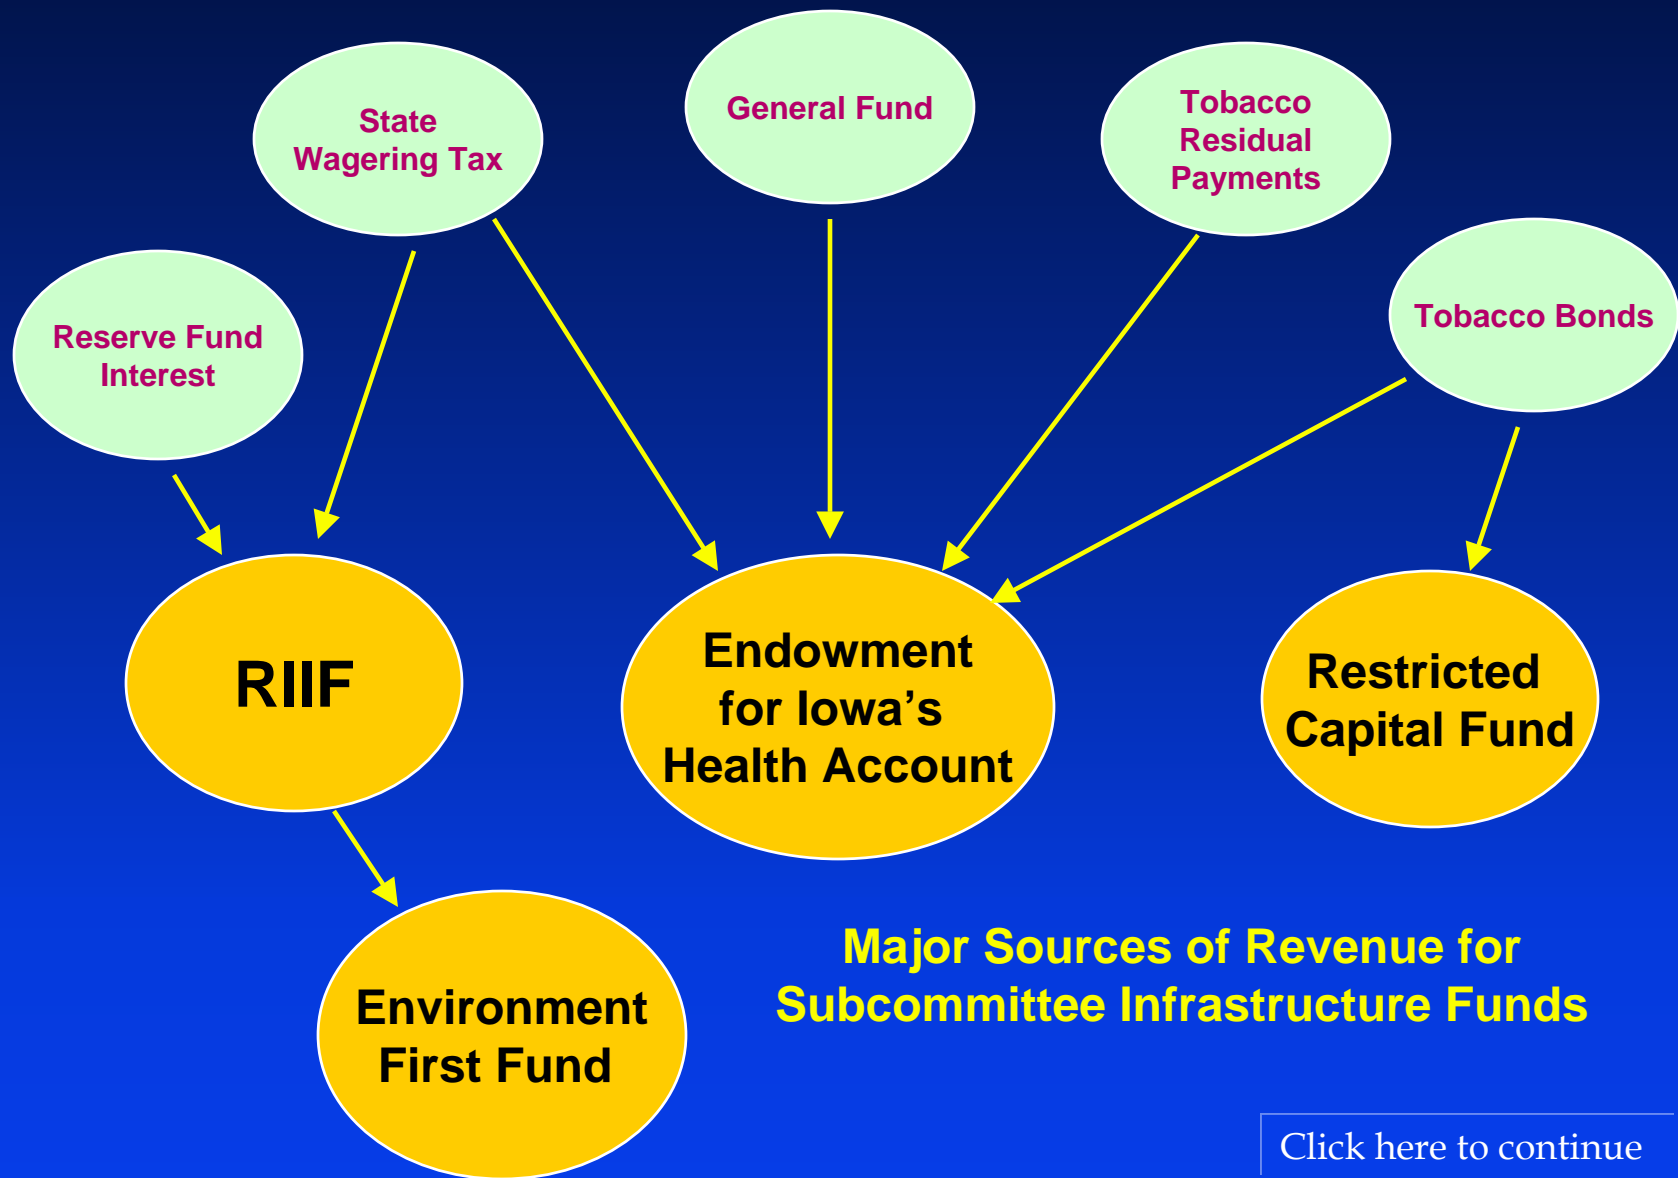 State
Wagering Tax
General Fund
Tobacco
Residual
Payments
Reserve Fund
Interest
Tobacco Bonds
RIIF
Endowment
for Iowa’s
Health Account
Restricted
Capital Fund
Environment
First Fund
Major Sources of Revenue for
Subcommittee Infrastructure Funds
Click here to continue